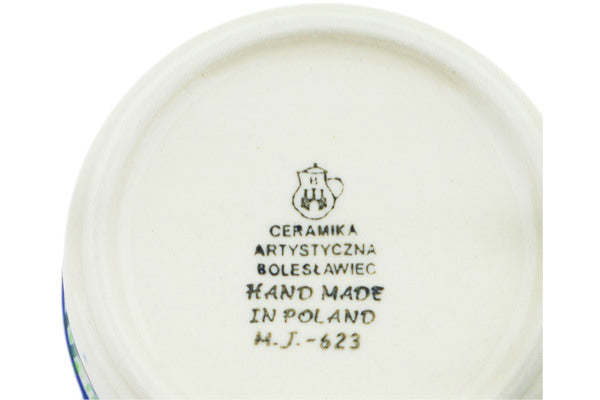 B
CERAMIKA
ARTYSTYCZNA
BOLESŁAWIEC
HAND MADE
IN POLAND
M.J.-623